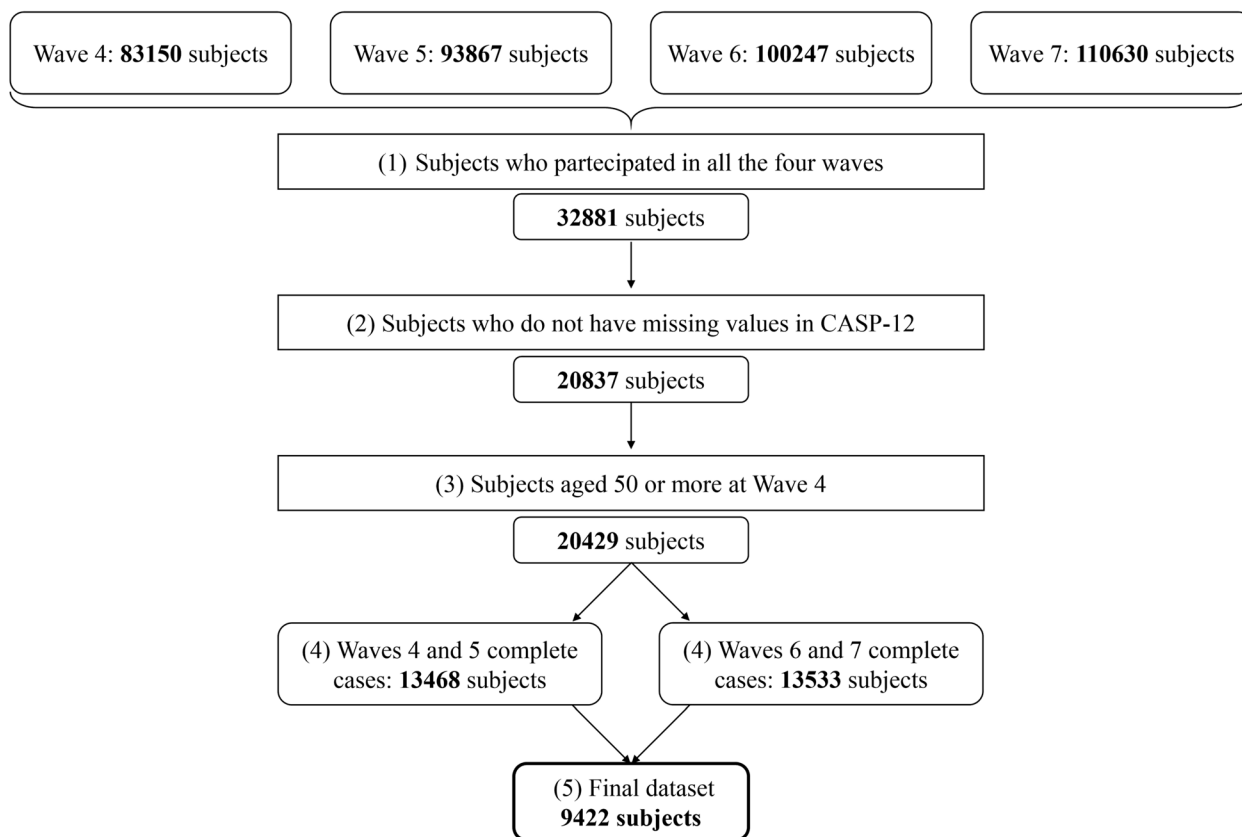 Wave 4: 83150 subjects
Wave 5: 93867 subjects
Wave 6: 100247 subjects
Wave 7: 110630 subjects
(1) Subjects who partecipated in all the four waves
32881 subjects
(2) Subjects who do not have missing values in CASP-12
20837 subjects
(3) Subjects aged 50 or more at Wave 4
20429 subjects
(4) Waves 4 and 5 complete
cases: 13468 subjects
(4) Waves 6 and 7 complete
cases: 13533 subjects
(5) Final dataset
9422 subjects